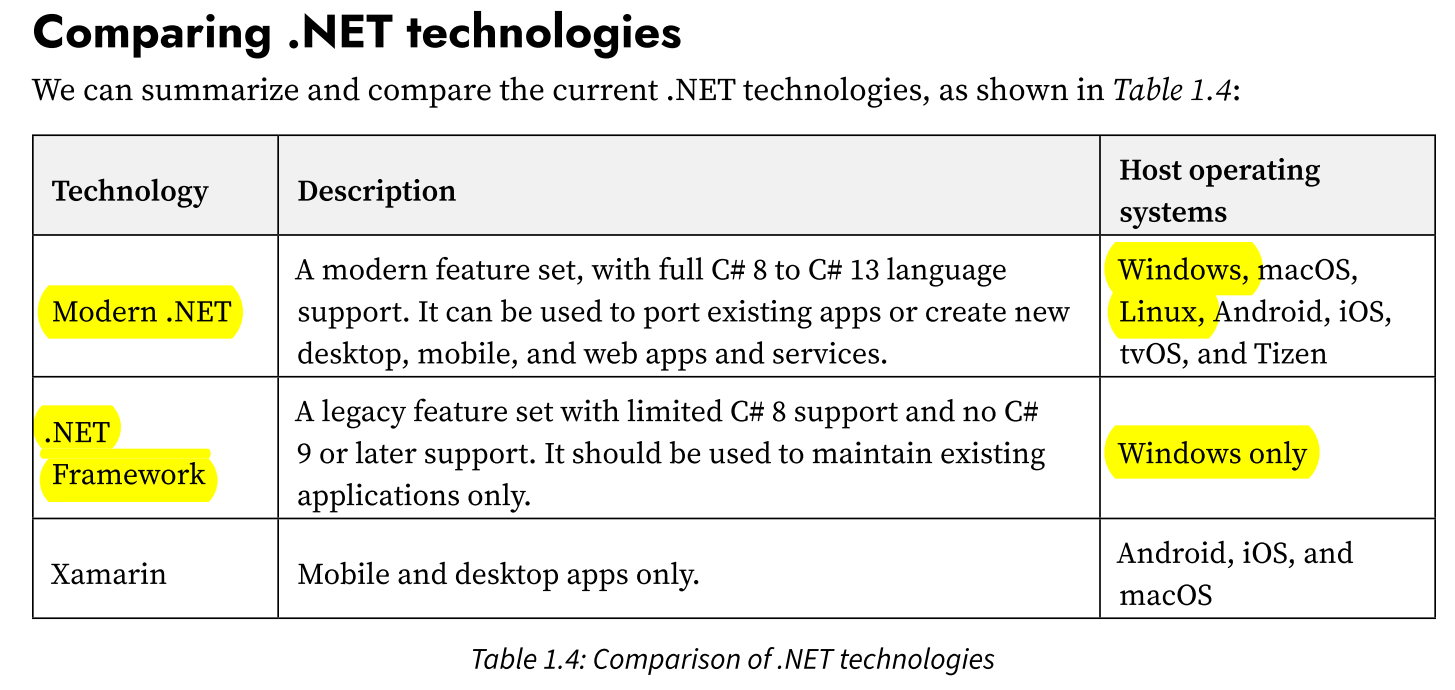 Comparing .NET technologies
We can summarize and compare the current .NET technologies, as shown in Table 1.4:
Technology
Description
Host operating
systems
Modern .NET
A modern feature set, with full C# 8 to C# 13 language
support. It can be used to port existing apps or create new
desktop, mobile, and web apps and services.
Windows, macOS,
Linux, Android, iOS,
tvOS, and Tizen
.NET
Framework
A legacy feature set with limited C# 8 support and no C#
9 or later support. It should be used to maintain existing
applications only.
Windows only
Xamarin
Mobile and desktop apps only.
Android, iOS, and
macOS
Table 1.4: Comparison of .NET technologies